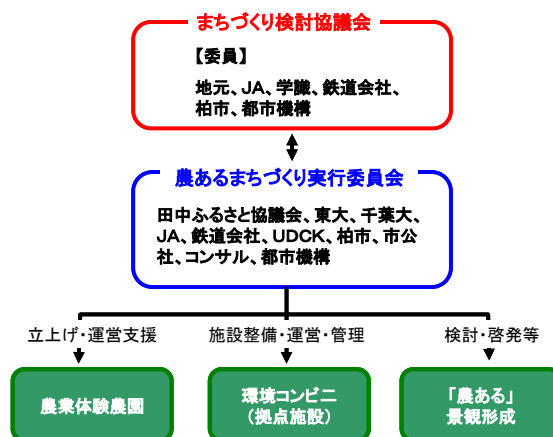 まちづくり検討協議会
【委員】
地元、JA、学識、鉄道会社、
柏市、都市機構
農あるまちづくり実行委員会
田中ふるさと協議会、東大、千葉大、
JA、鉄道会社、UDCK、柏市、市公
社、コンサル、都市機構
立上げ・運営支援
施設整備・運営・管理
検討・啓発等
農業体験農園
環境コンビニ
(拠点施設)
「農ある」
景観形成